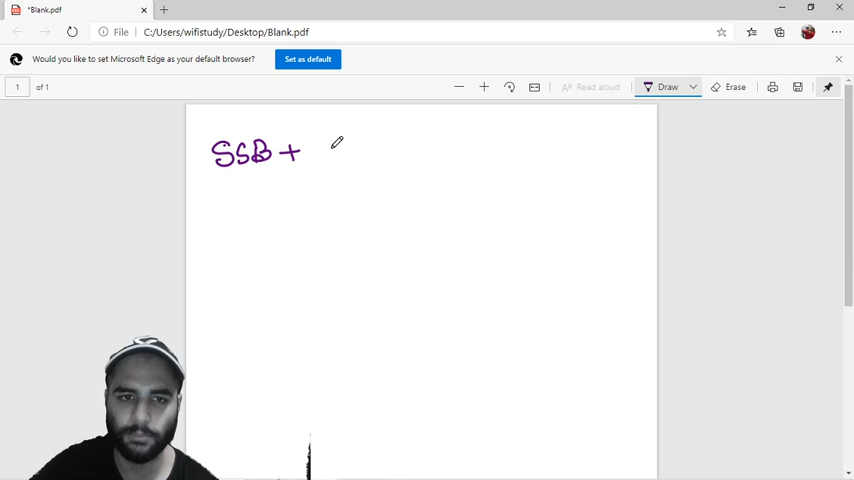 *Blank.pdf
File C:/Users/wifistudy/Desktop/Blank.pdf
Would you like to set Microsoft Edge as your default browser? Set as default
1 of 1 Read aloud Draw Erase
SSB +